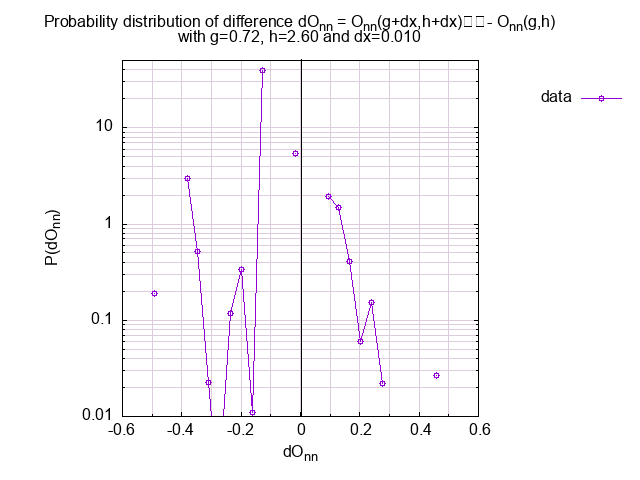 Probability distribution of difference dOnn = Onn(g+dx,h+dx)□□- Onn(g,h)
with g=0.72, h=2.60 and dx=0.010
data
10
1
0.1
0.01
P(dOnn)
-0.6 -0.4 -0.2 0 0.2 0.4 0.6
dOnn